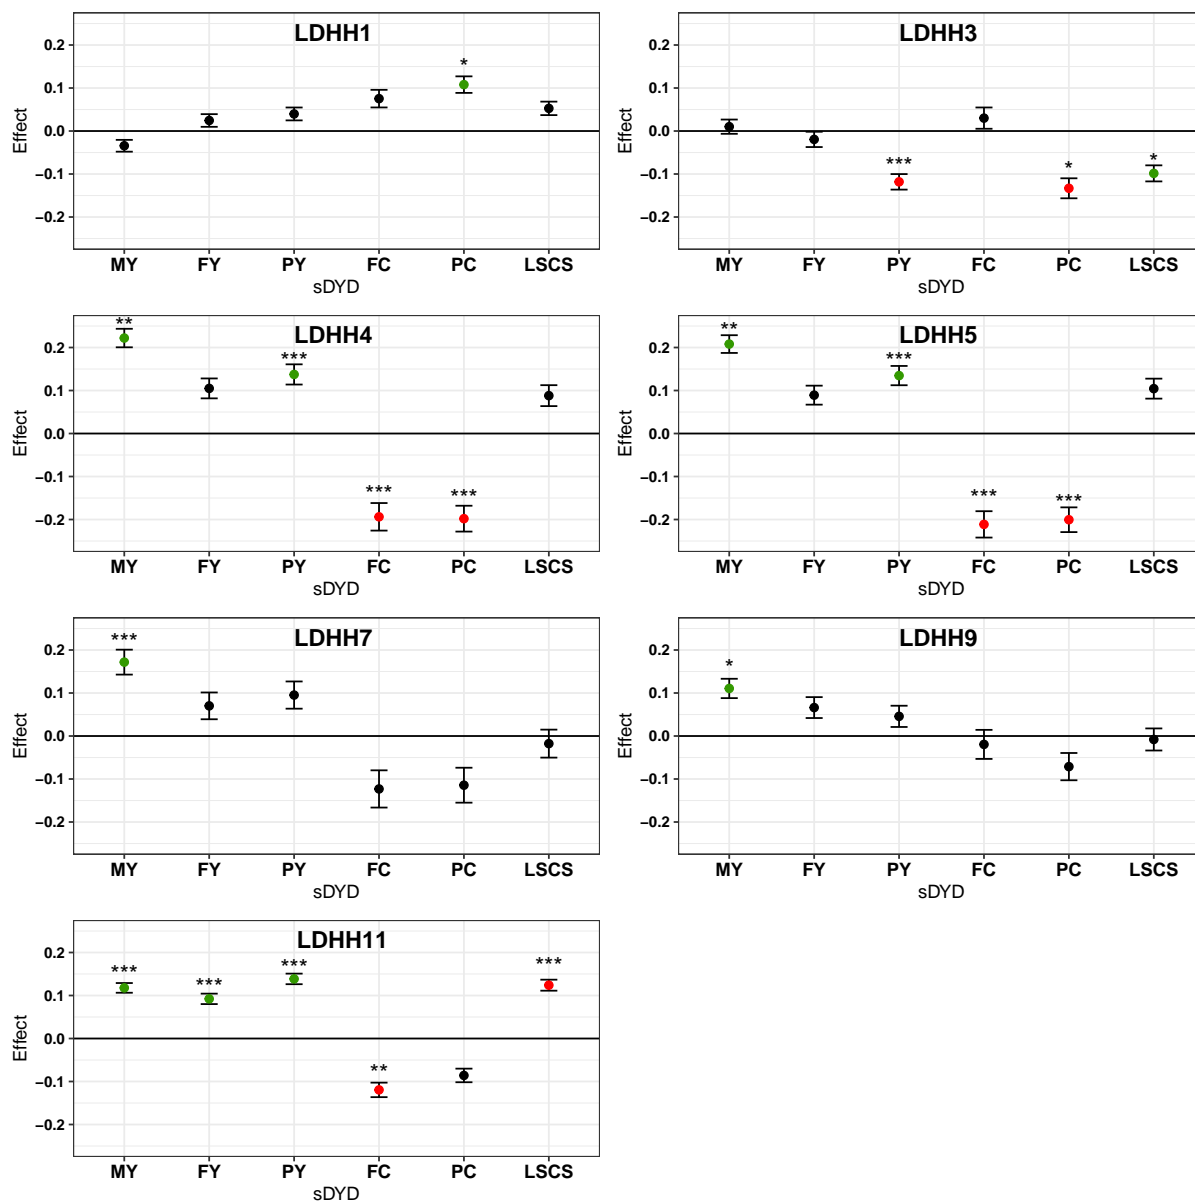 LDHH1
*
0.2
0.1
0.0
−0.1
−0.2
Effect
MY FY PY FC PC LSCS
sDYD
LDHH3
*** * *
0.2
0.1
0.0
−0.1
−0.2
Effect
MY FY PY FC PC LSCS
sDYD
LDHH4
** *** *** ***
0.2
0.1
0.0
−0.1
−0.2
Effect
MY FY PY FC PC LSCS
sDYD
LDHH5
** *** *** ***
0.2
0.1
0.0
−0.1
−0.2
Effect
MY FY PY FC PC LSCS
sDYD
LDHH7
***
0.2
0.1
0.0
−0.1
−0.2
Effect
MY FY PY FC PC LSCS
sDYD
LDHH9
*
0.2
0.1
0.0
−0.1
−0.2
Effect
MY FY PY FC PC LSCS
sDYD
LDHH11
*** *** *** ** ***
0.2
0.1
0.0
−0.1
−0.2
Effect
MY FY PY FC PC LSCS
sDYD